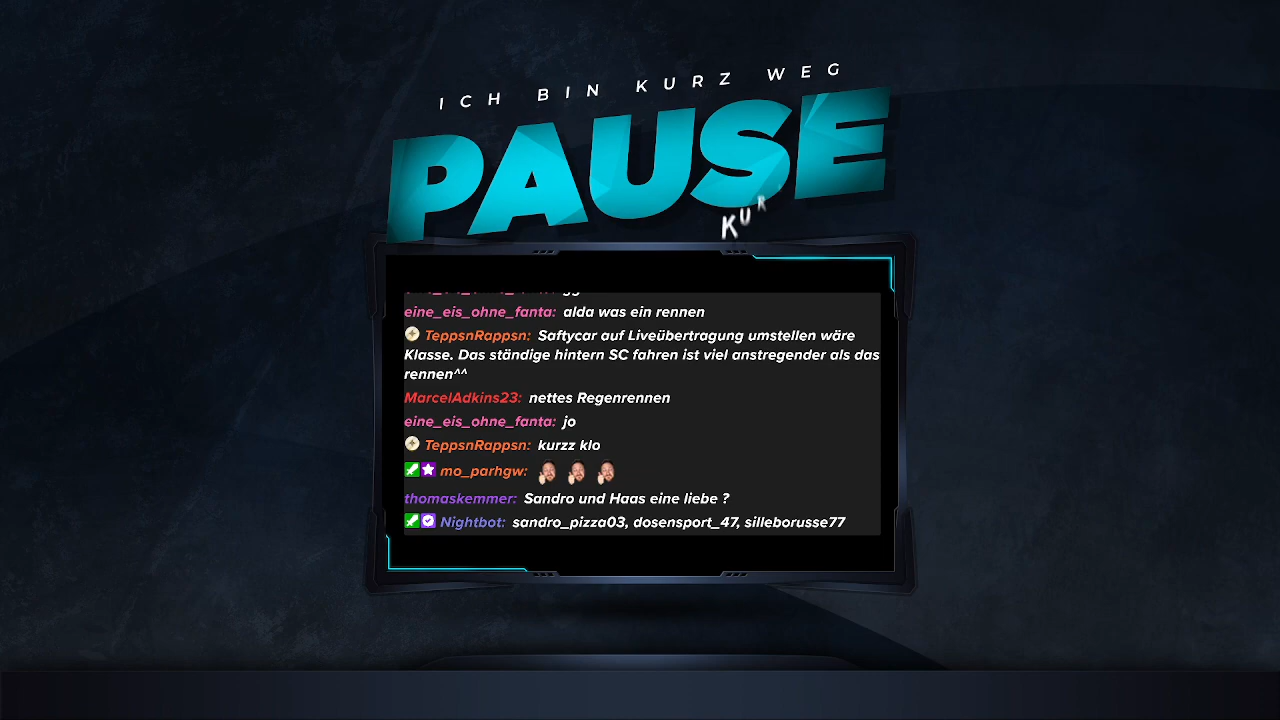 ICH BIN KURZ WEG
PAUSE
KUR
eine_eis_ohne_fanta: alda was ein rennen
TeppsnRappsn: Saftycar auf Liveübertragung umstellen wäre
Klasse. Das ständige hintern SC fahren ist viel anstregender als das
rennen^^
MarcelAdkins23: nettes Regenrennen
eine_eis_ohne_fanta: jo
TeppsnRappsn: kurzz klo
mo_parhgw:
thomaskemmer: Sandro und Haas eine liebe ?
Nightbot: sandro_pizza03, dosensport_47, silleborusse77